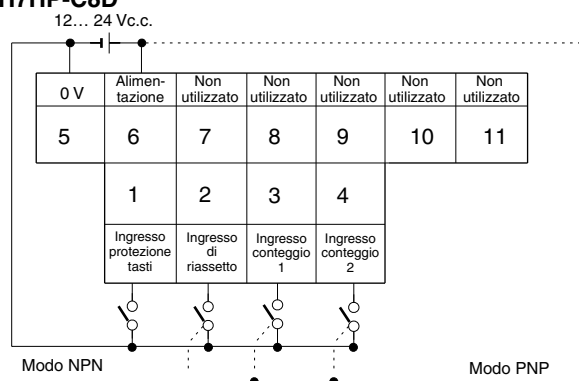 12... 24 Vc.c.
0 V
Alimen-
tazione
Non
utilizzato
Non
utilizzato
Non
utilizzato
Non
utilizzato
Non
utilizzato
5 6 7 8 9 10 11
1 2 3 4
Ingresso
protezione
tasti
Ingresso
di
riassetto
Ingresso
conteggio
1
Ingresso
conteggio
2
Modo NPN
Modo PNP